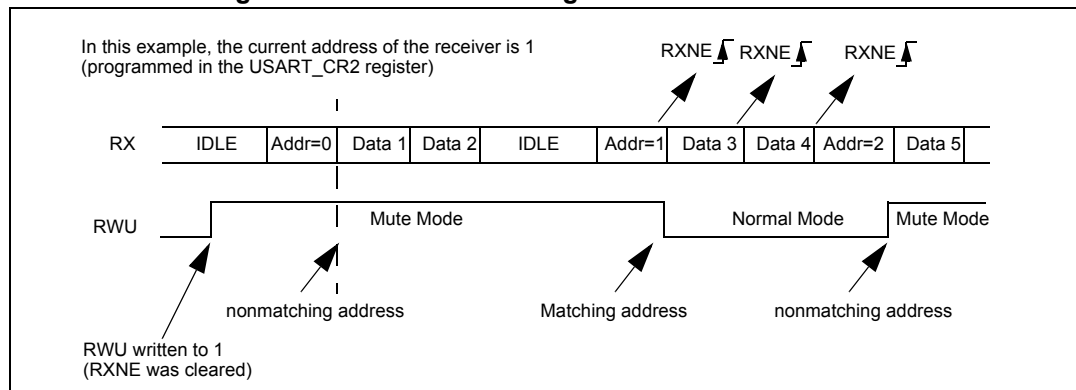 In this example, the current address of the receiver is 1
(programmed in the USART_CR2 register)
RXNE RXNE RXNE
RX IDLE Addr=0 Data 1 Data 2 IDLE Addr=1 Data 3 Data 4 Addr=2 Data 5
RWU Mute Mode Normal Mode Mute Mode
nonmatching address Matching address nonmatching address
RWU written to 1
(RXNE was cleared)